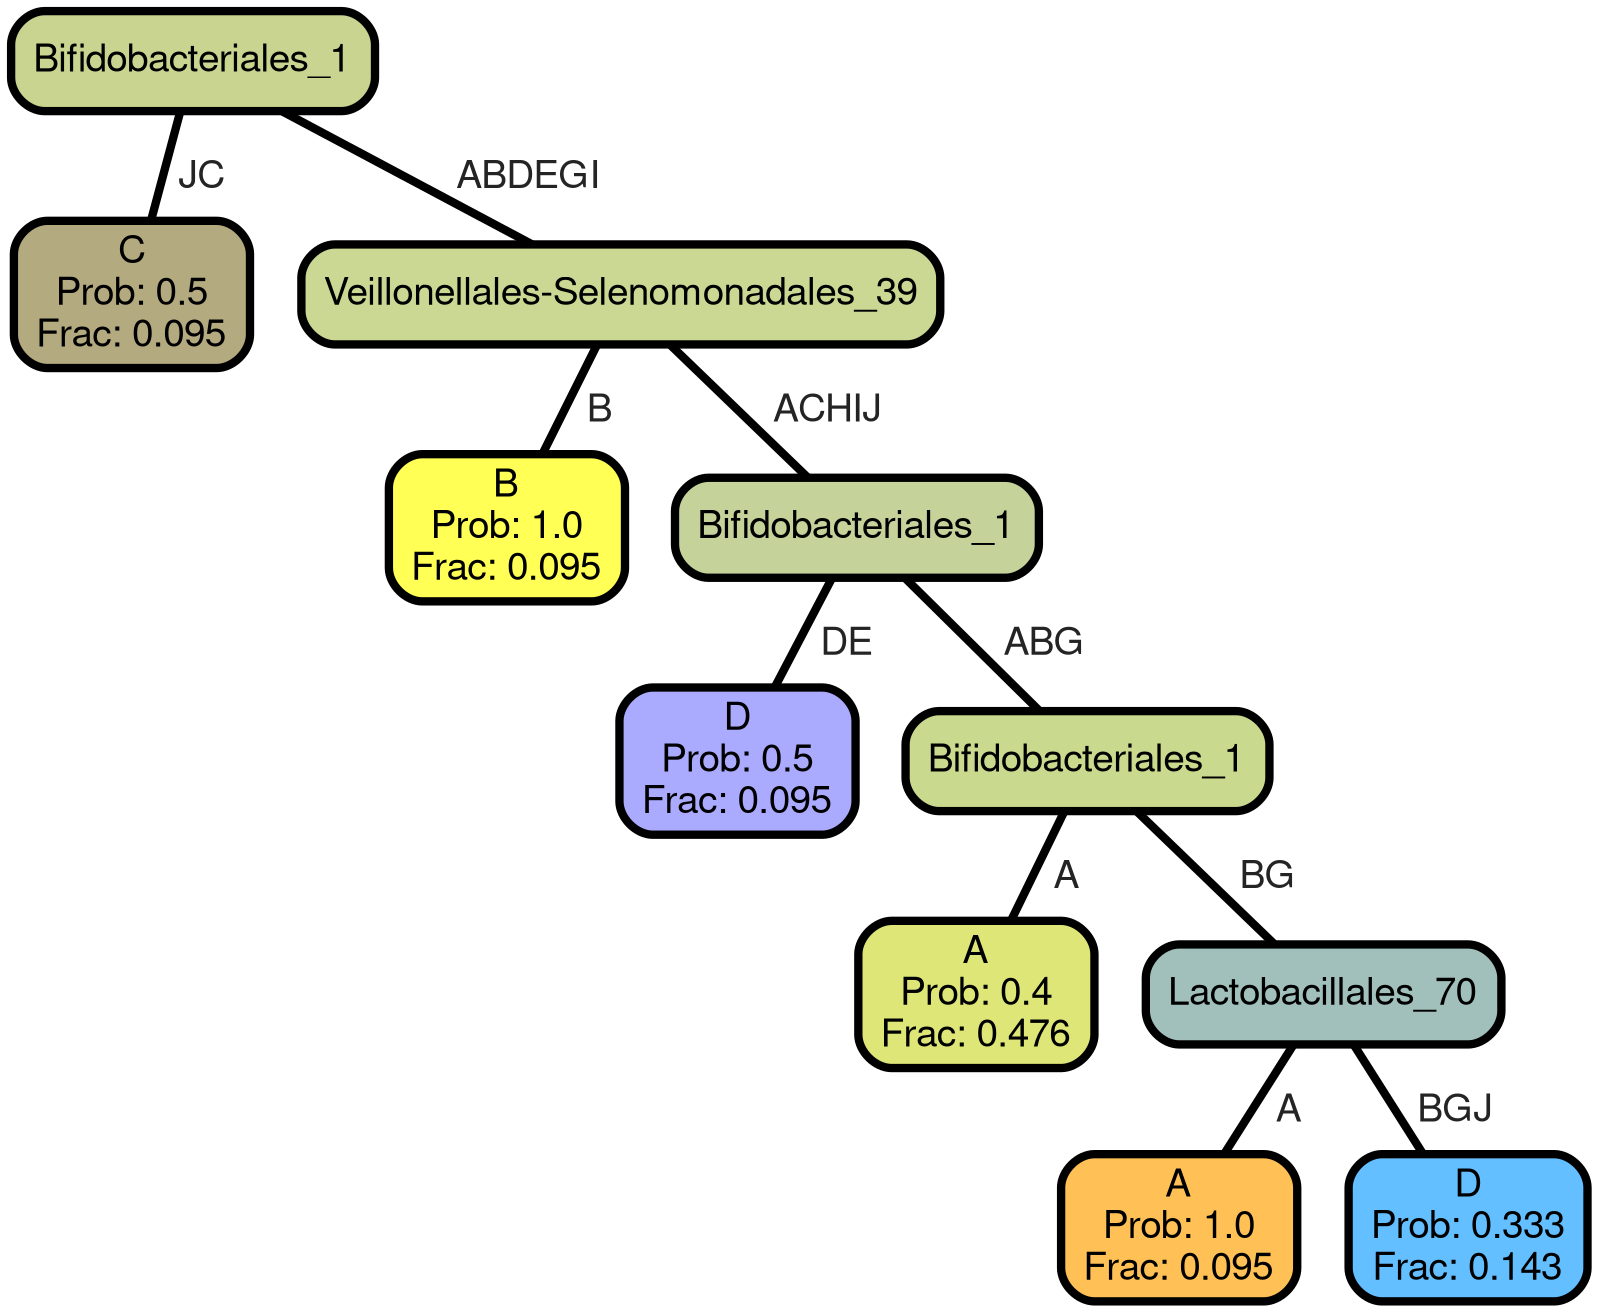 Bifidobacteriales_1
JC
ABDEGI
C
Prob: 0.5
Frac: 0.095
Veillonellales-Selenomonadales_39
B
ACHIJ
B
Prob: 1.0
Frac: 0.095
Bifidobacteriales_1
DE
ABG
D
Prob: 0.5
Frac: 0.095
Bifidobacteriales_1
A
BG
A
Prob: 0.4
Frac: 0.476
Lactobacillales_70
A
BGJ
A
Prob: 1.0
Frac: 0.095
D
Prob: 0.333
Frac: 0.143